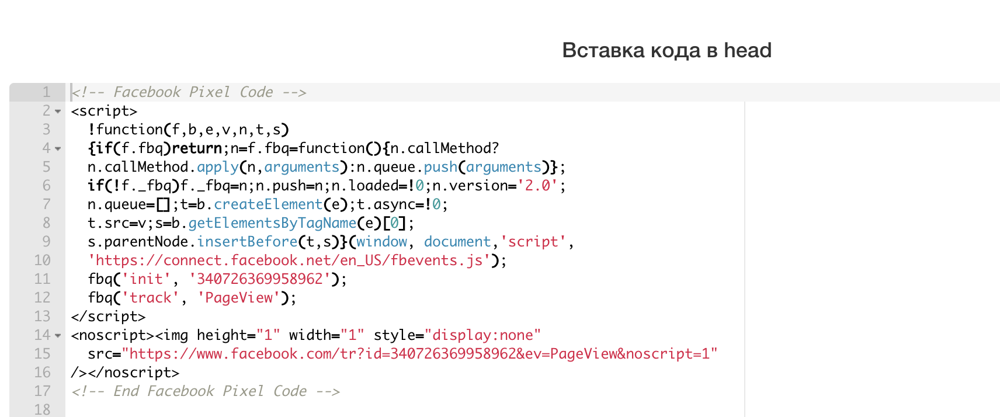 Вставка кода в head
1 <!-- Facebook Pixel Code -->
2 <script>
3 !function(f,b,e,v,n,t,s)
4 {if(f.fbq)return;n=f.fbq=function(){n.callMethod?
5 n.callMethod.apply(n,arguments):n.queue.push(arguments)};
6 if(!f._fbq)f._fbq=n;n.push=n;n.loaded=!0;n.version='2.0';
7 n.queue=[];t=b.createElement(e);t.async=!0;
8 t.src=v;s=b.getElementsByTagName(e)[0];
9 s.parentNode.insertBefore(t,s)}(window, document,'script',
10 'https://connect.facebook.net/en_US/fbevents.js');
11 fbq('init', '340726369958962');
12 fbq('track', 'PageView');
13 </script>
14 <noscript><img height="1" width="1" style="display:none"
15 src="https://www.facebook.com/tr?id=340726369958962&ev=PageView&noscript=1"
16 /></noscript>
17 <!-- End Facebook Pixel Code -->
18